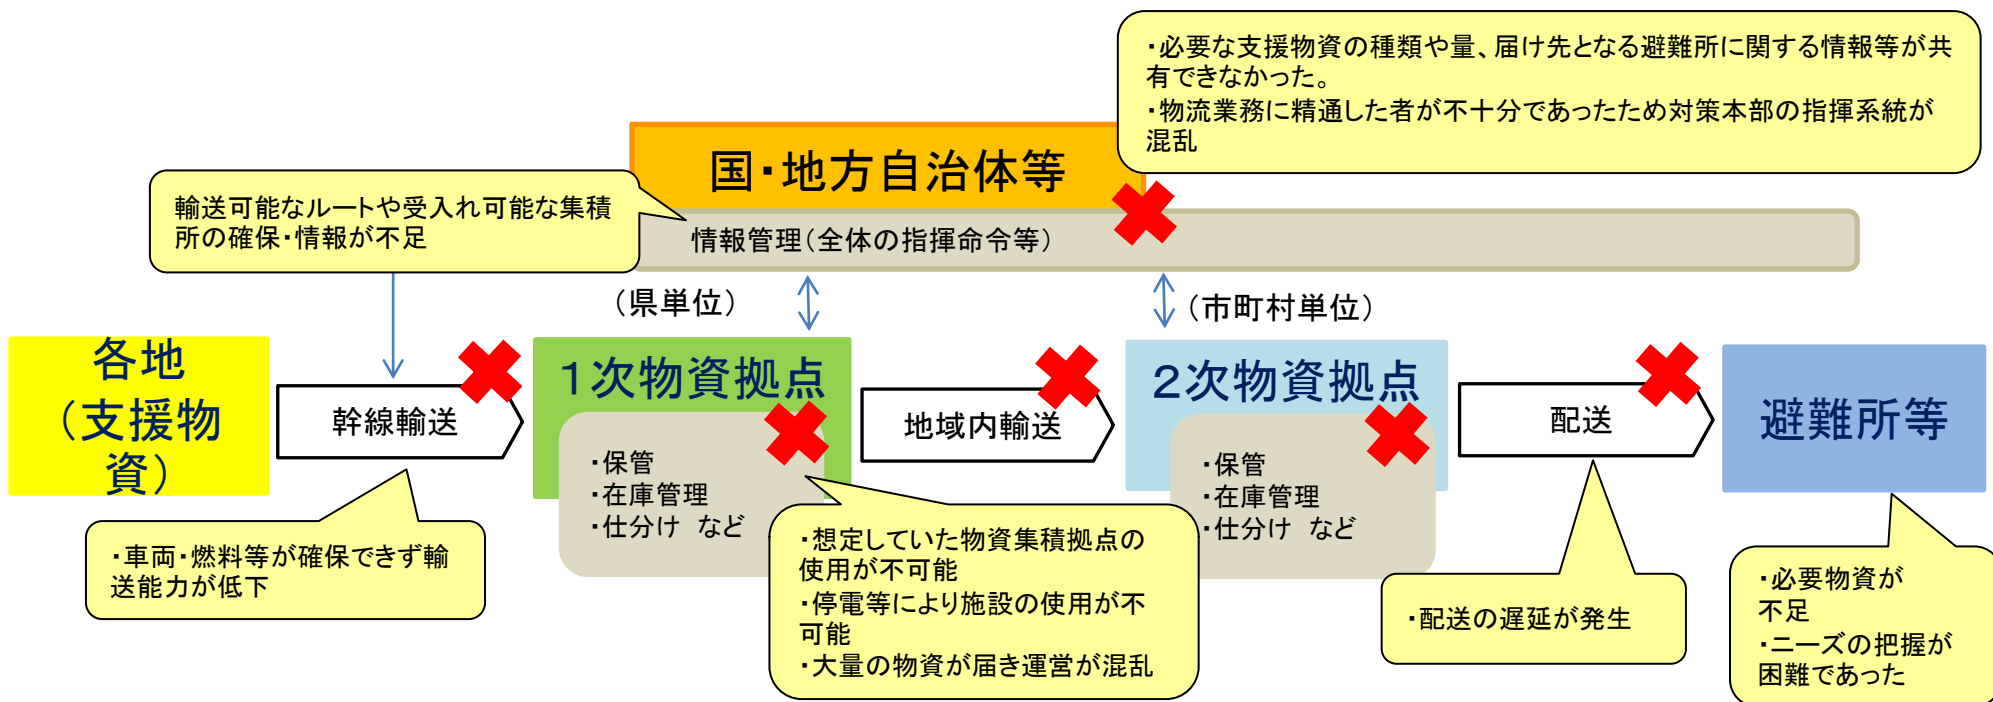 ・必要な支援物資の種類や量、届け先となる避難所に関する情報等が共
有できなかった。
・物流業務に精通した者が不十分であったため対策本部の指揮系統が
混乱
国・地方自治体等
輸送可能なルートや受入れ可能な集積
所の確保・情報が不足
情報管理（全体の指揮命令等）
（県単位）
（市町村単位）
各地
（支援物
資）
幹線輸送
１次物資拠点
・保管
・在庫管理
・仕分け など
地域内輸送
２次物資拠点
・保管
・在庫管理
・仕分け など
配送
避難所等
・車両・燃料等が確保できず輸
送能力が低下
・想定していた物資集積拠点の
使用が不可能
・停電等により施設の使用が不
可能
・大量の物資が届き運営が混乱
・配送の遅延が発生
・必要物資が
不足
・ニーズの把握が
困難であった